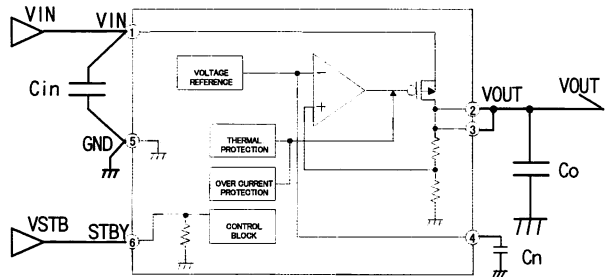 VIN
VIN
1
VOLTAGE REFERENCE
−
+
Cin
2
VOUT
VOUT
3
GND
5
THERMAL PROTECTION
OVER CURRENT PROTECTION
Co
VSTB
STBY
6
CONTROL BLOCK
4
Cn